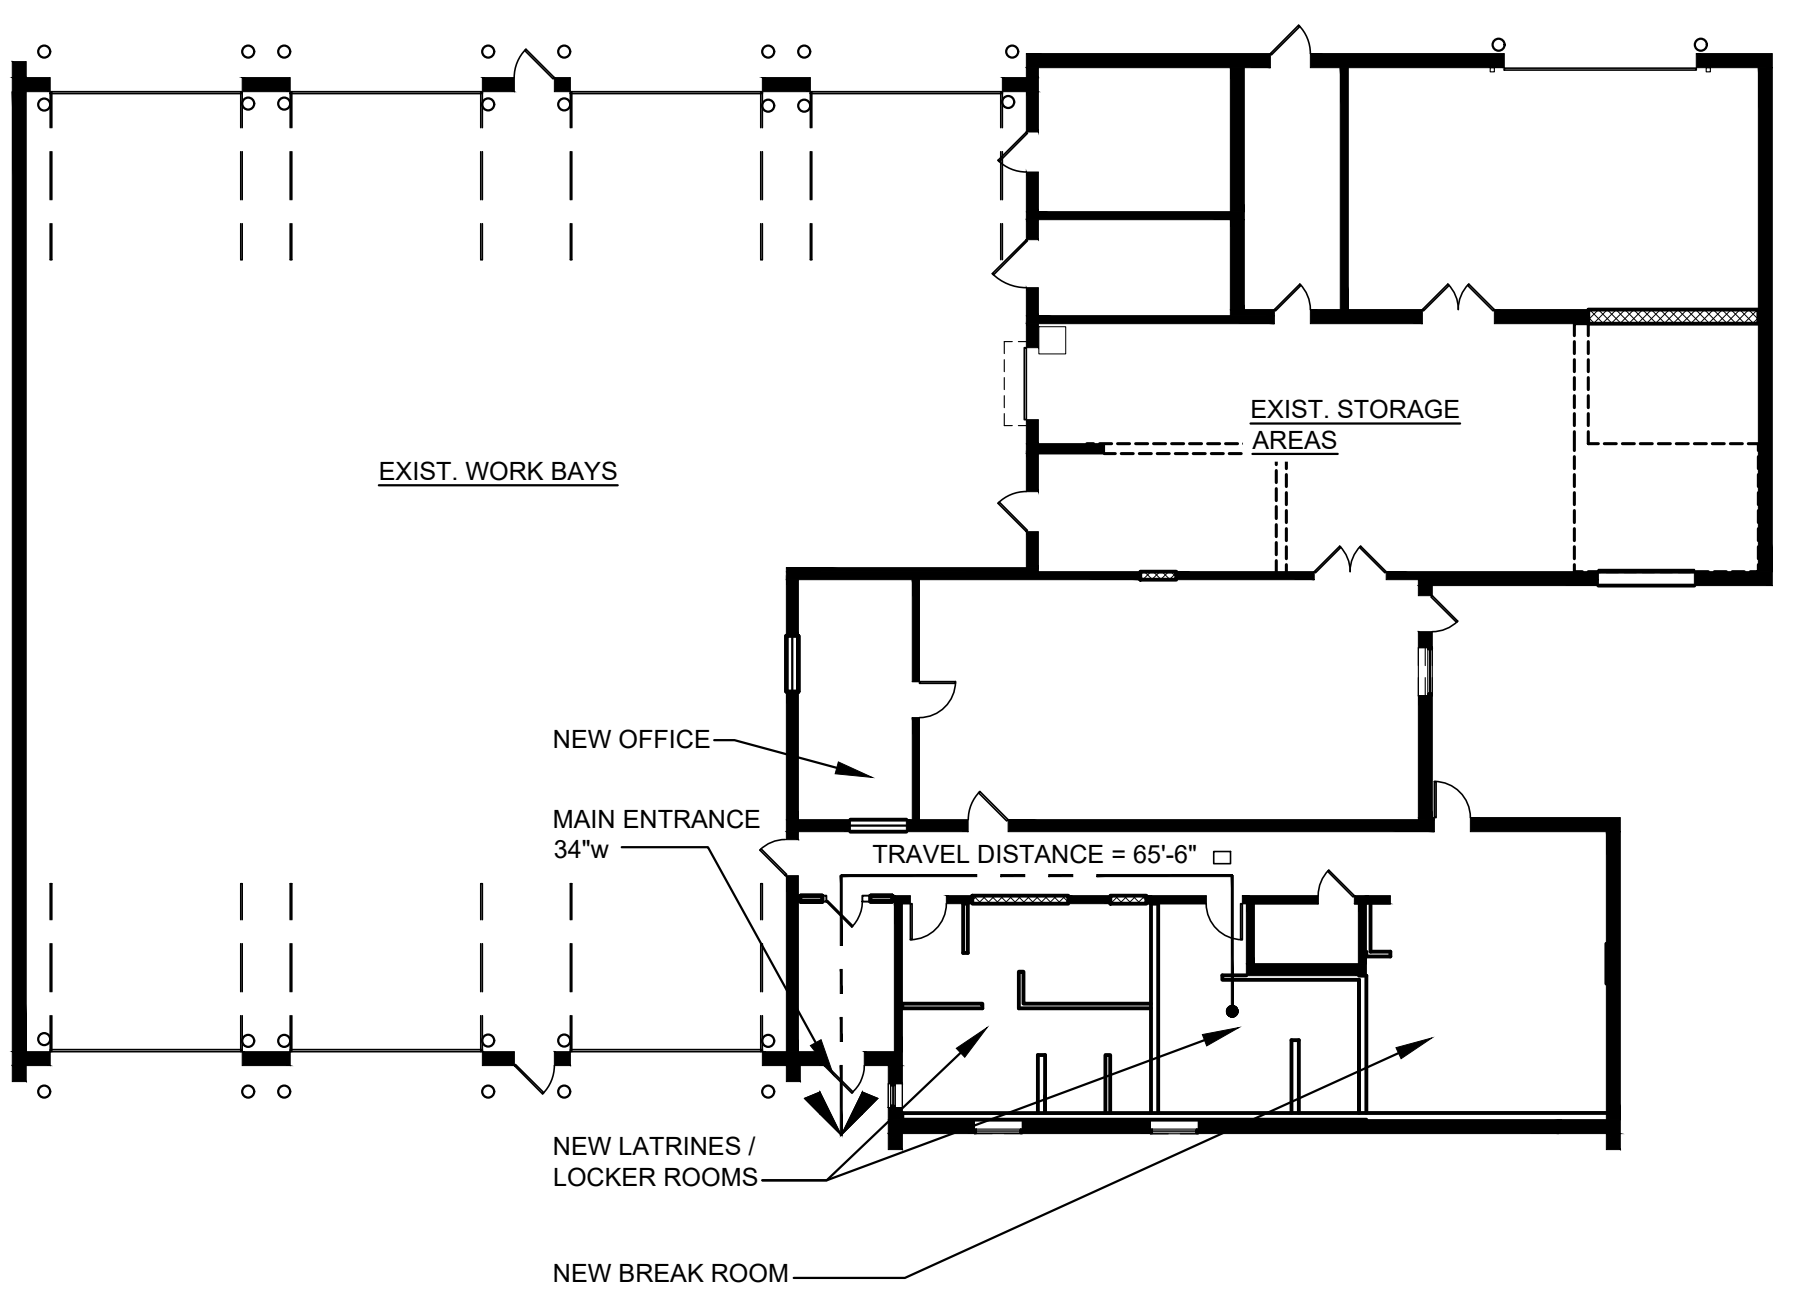 EXIST. STORAGE
AREAS
EXIST. WORK BAYS
NEW OFFICE
MAIN ENTRANCE
34"w
TRAVEL DISTANCE = 65'-6"
NEW LATRINES /
LOCKER ROOMS
NEW BREAK ROOM